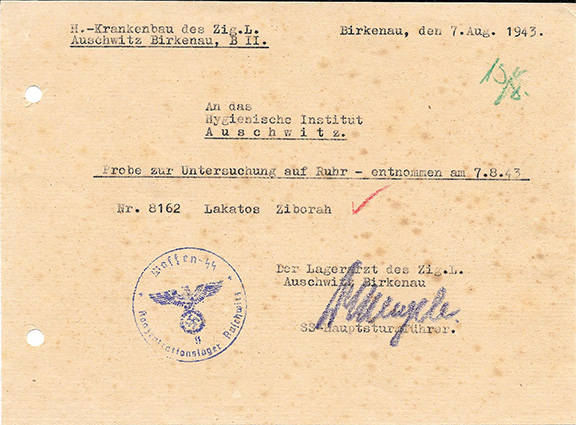 H.-Krankenbau des Zig.L.
Auschwitz Birkenau, B II.
Birkenau, den 7.Aug. 1943.
An das
Hygienische Institut
Auschwitz.
Probe zur Untersuchung auf Ruhr - entnommen am 7.8.43
Nr. 8162 Lakatos Ziborah
Der Lagerarzt des Zig.L.
Auschwitz Birkenau
SS-Hauptsturmführer.
Waffen-SS
Konzentrationslager Auschwitz